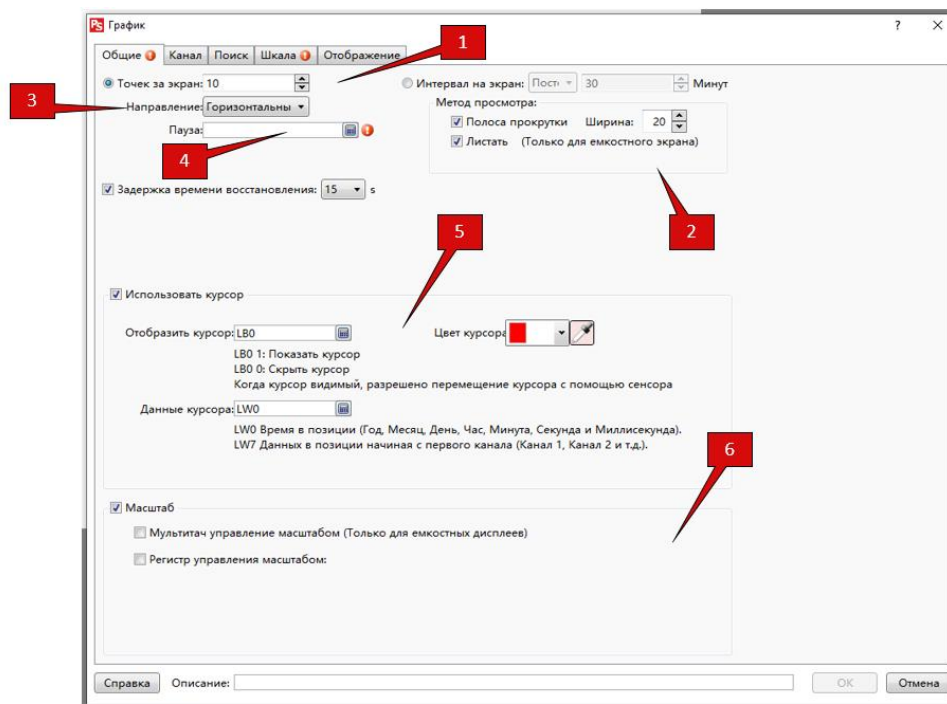 PS График ? X
Общие Канал Поиск Шкала Отображение
1
Точек за экран: 10 Интервал на экран: Пост 30 Минут
3
Направление: Горизонтальны Метод просмотра:
Полоса прокрутки Ширина: 20
Пауза:
4
Листать (Только для емкостного экрана)
Задержка времени восстановления: 15 s
5
2
Использовать курсор
Отобразить курсор: LB0 Цвет курсора
LB0 1: Показать курсор
LB0 0: Скрыть курсор
Когда курсор видимый, разрешено перемещение курсора с помощью сенсора
Данные курсора: LW0
LW0 Время в позиции (Год, Месяц, День, Час, Минута, Секунда и Миллисекунда).
LW7 Данных в позиции начиная с первого канала (Канал 1, Канал 2 и т.д.).
6
Масштаб
Мультитач управление масштабом (Только для емкостных дисплеев)
Регистр управления масштабом:
Справка Описание: OK Отмена